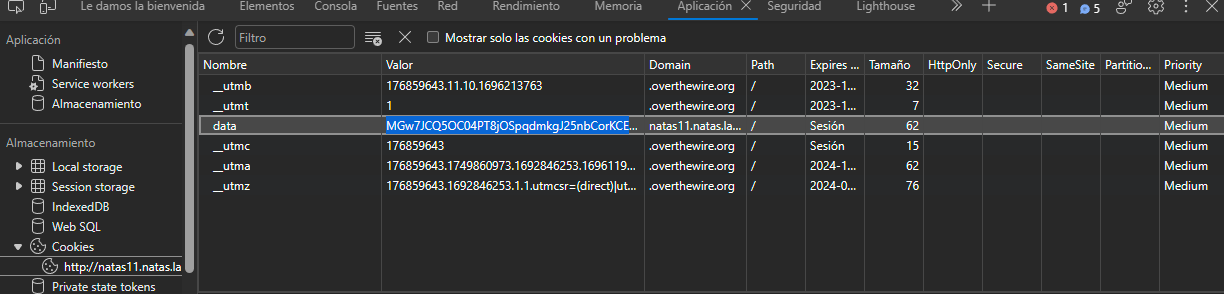 Le damos la bienvenida Elementos Consola Fuentes Red Rendimiento Memoria Aplicación Seguridad Lighthouse 1 5
Aplicación
Manifiesto
Service workers
Almacenamiento
Almacenamiento
Local storage
Session storage
IndexedDB
Web SQL
Cookies
http://natas11.natas.la
Private state tokens
Filtro Mostrar solo las cookies con un problema
Nombre Valor Domain Path Expires ... Tamaño HttpOnly Secure SameSite Partitio... Priority
__utmb 176859643.11.10.1696213763 .overthewire.org / 2023-1... 32 Medium
__utmt 1 .overthewire.org / 2023-1... 7 Medium
data MGw7JCQ5OC04PT8jOSpqdmkgJ25nbCorKCE... natas11.natas.la... / Sesión 62 Medium
__utmc 176859643 .overthewire.org / Sesión 15 Medium
__utma 176859643.1749860973.1692846253.1696119... .overthewire.org / 2024-1... 62 Medium
__utmz 176859643.1692846253.1.1.utmcsr=(direct)|ut... .overthewire.org / 2024-0... 76 Medium